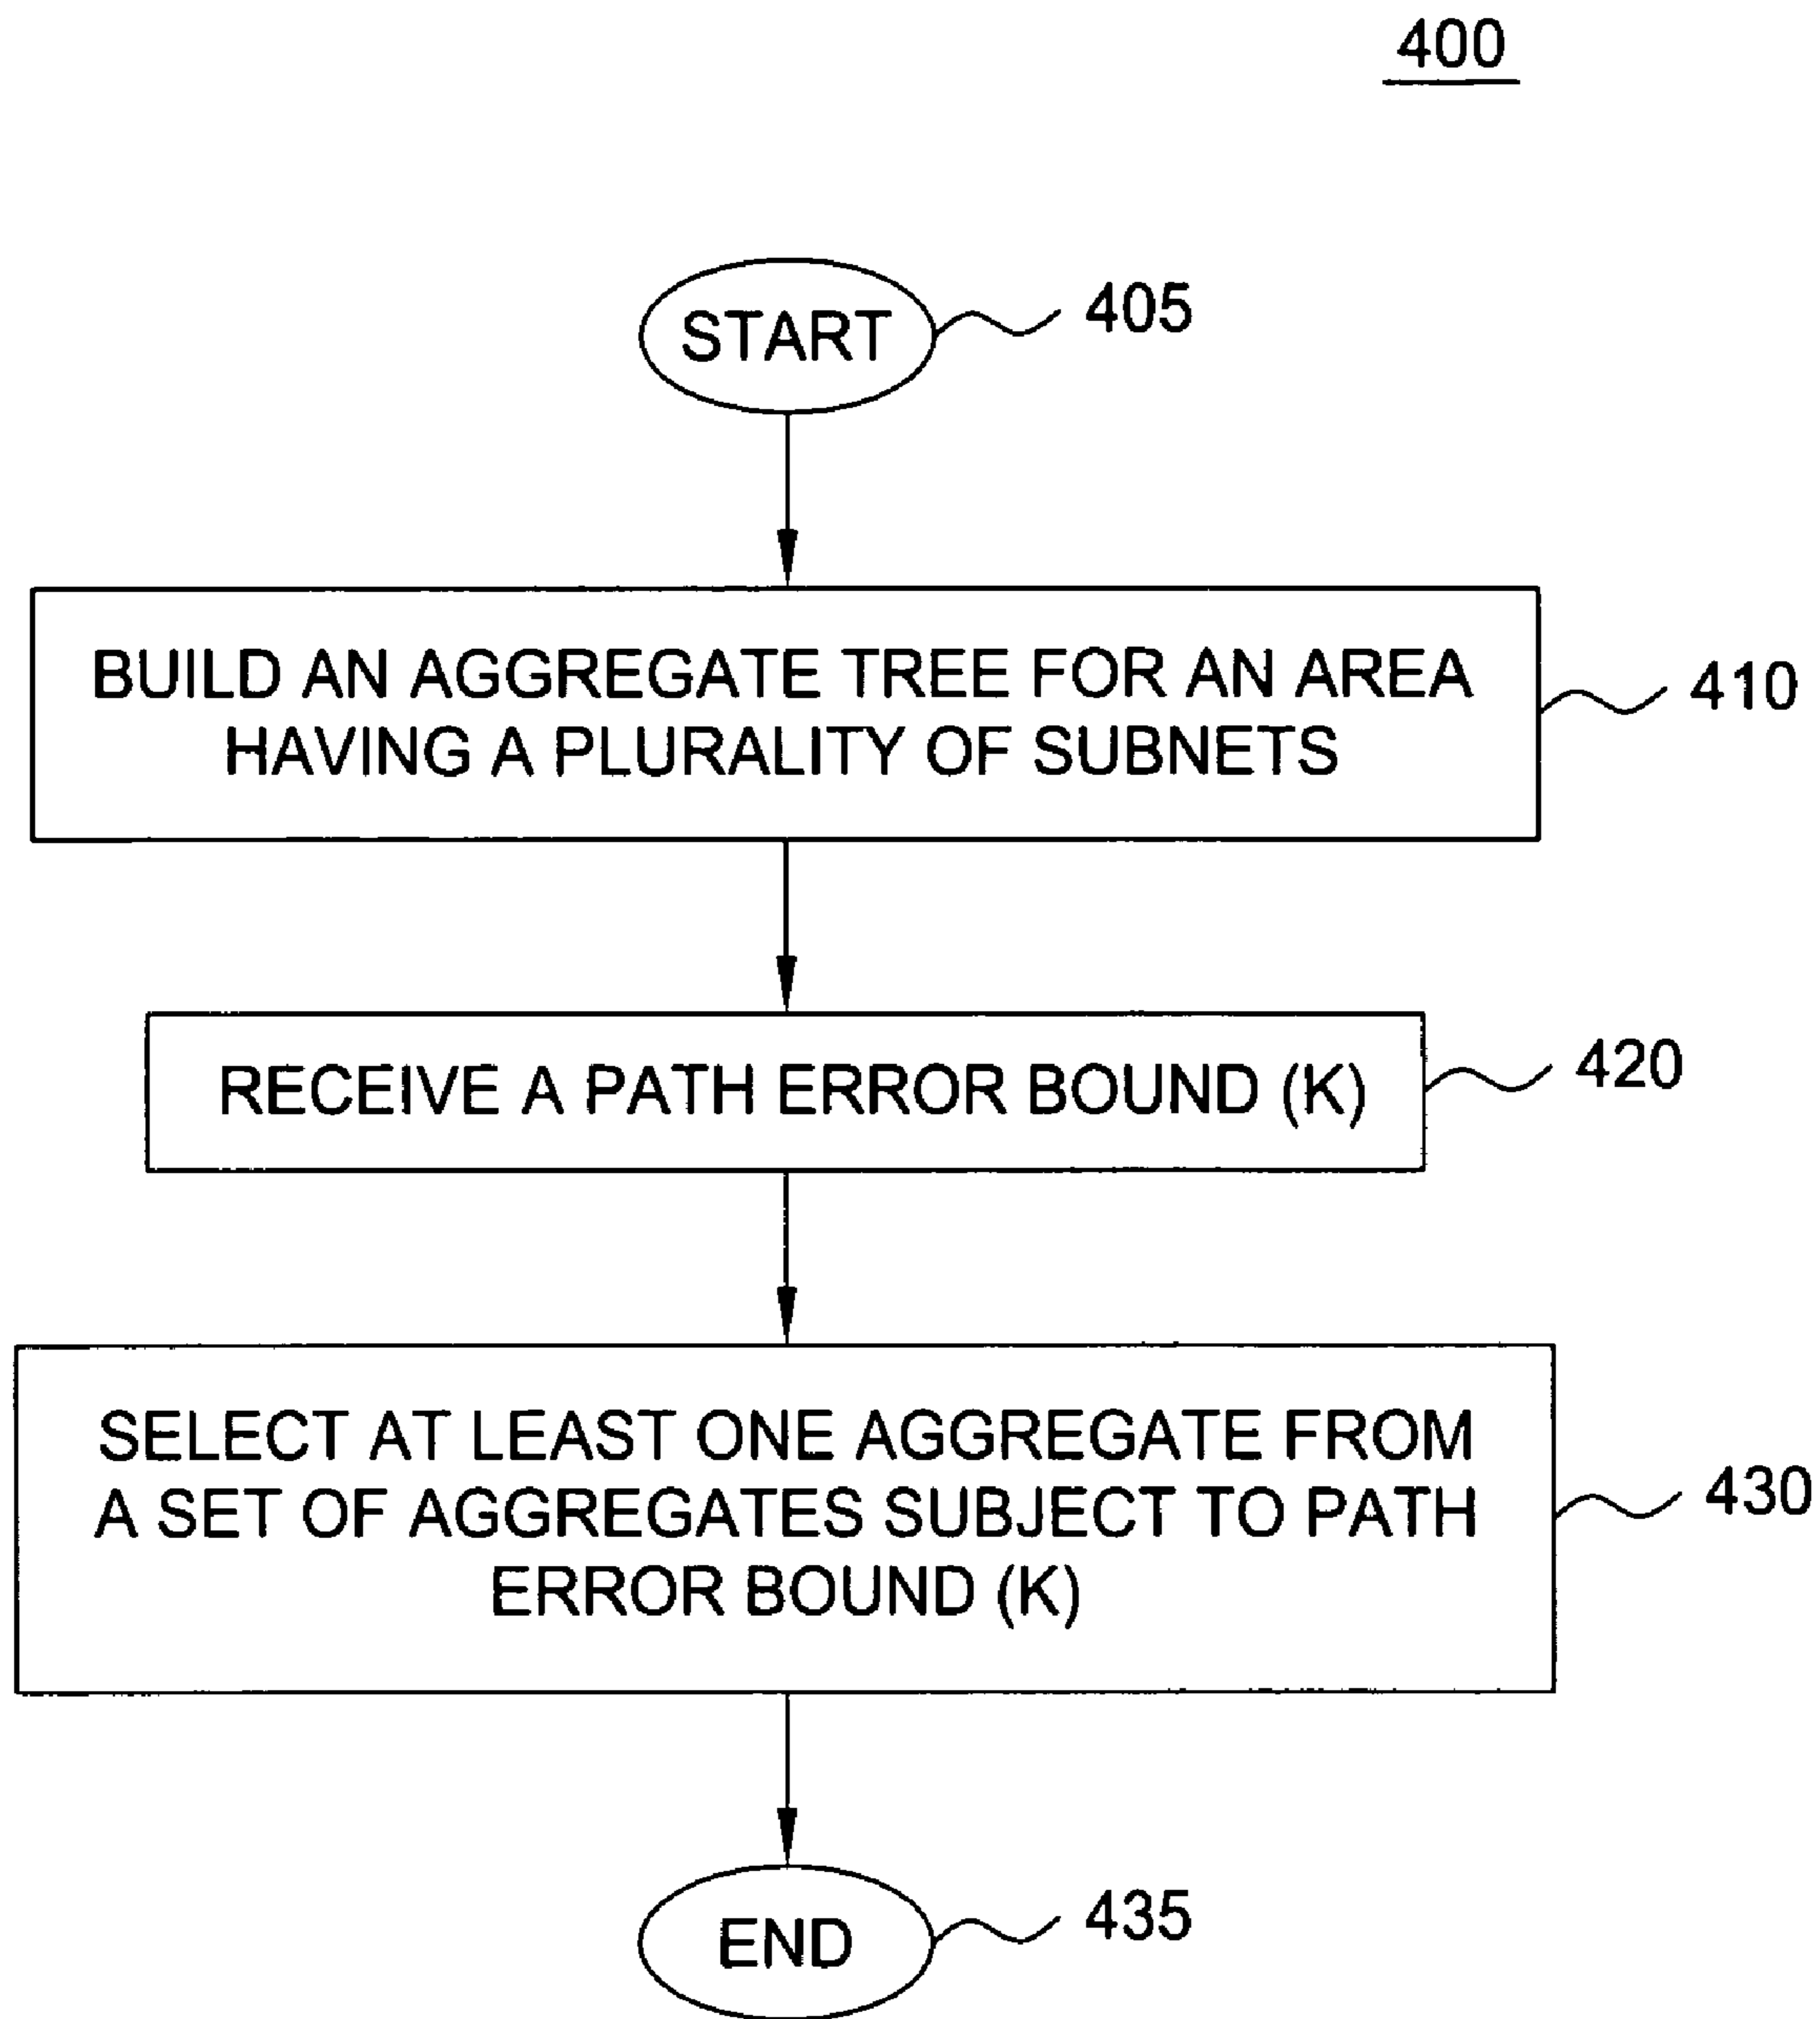 400
START
405
BUILD AN AGGREGATE TREE FOR AN AREA
HAVING A PLURALITY OF SUBNETS
410
RECEIVE A PATH ERROR BOUND (K)
420
SELECT AT LEAST ONE AGGREGATE FROM
A SET OF AGGREGATES SUBJECT TO PATH
ERROR BOUND (K)
430
END
435